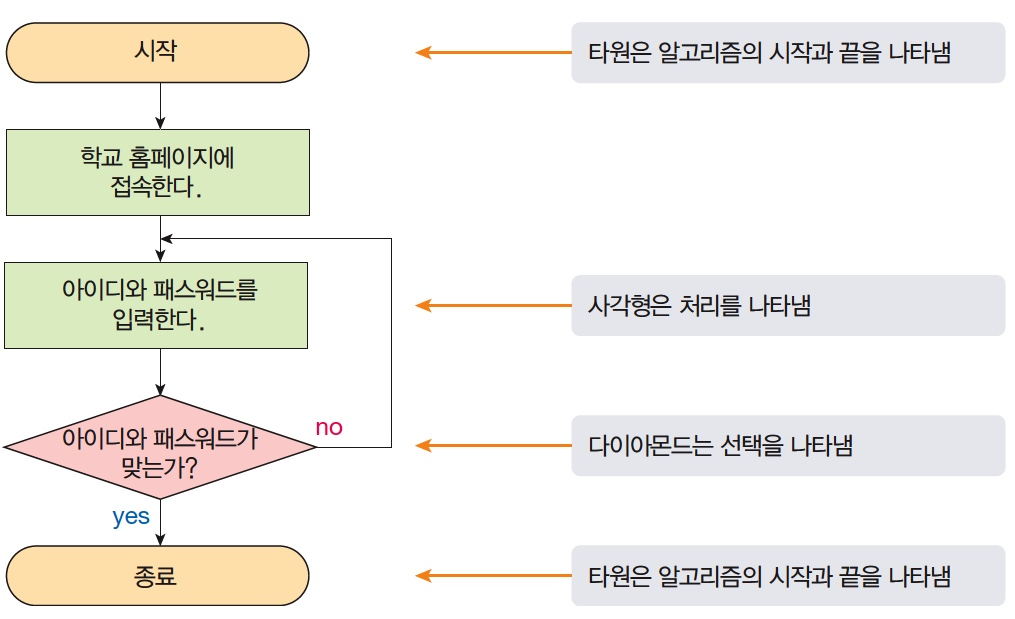 시작
타원은 알고리즘의 시작과 끝을 나타냄
학교 홈페이지에
접속한다.
아이디와 패스워드를
입력한다.
사각형은 처리를 나타냄
아이디와 패스워드가
맞는가?
no
다이아몬드는 선택을 나타냄
yes
종료
타원은 알고리즘의 시작과 끝을 나타냄